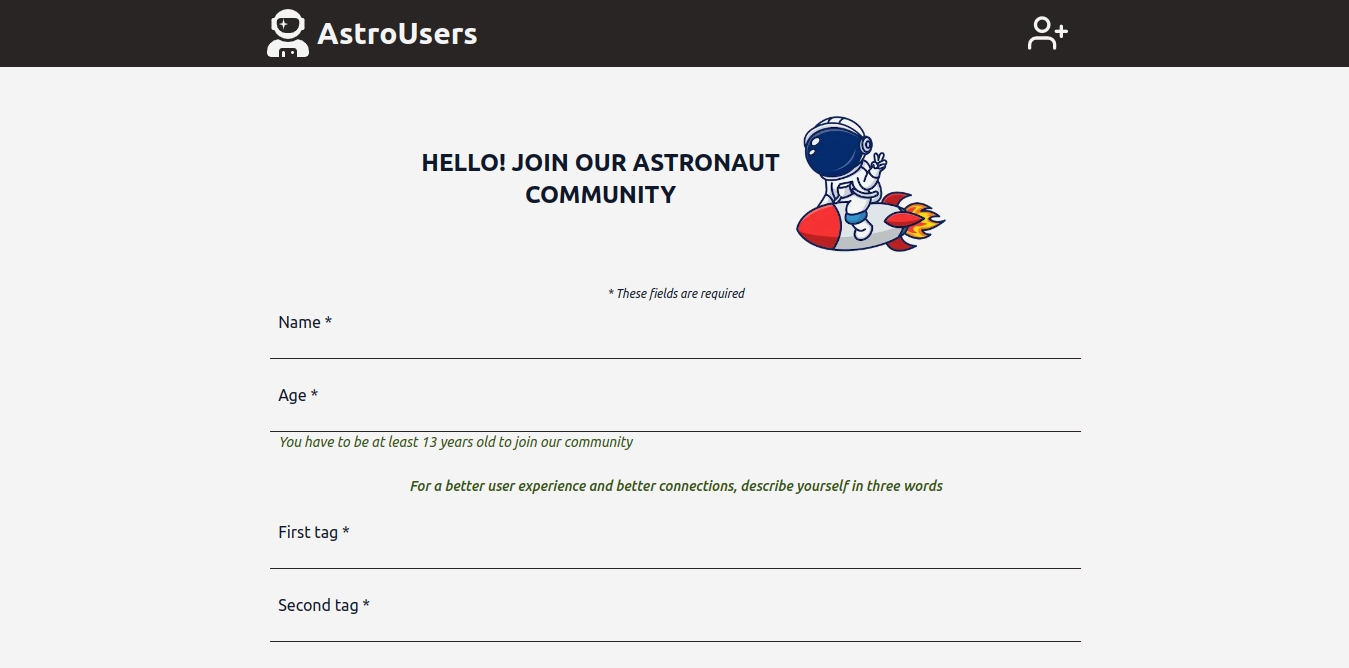 AstroUsers
HELLO! JOIN OUR ASTRONAUT
COMMUNITY
* These fields are required
Name *
Age *
You have to be at least 13 years old to join our community
For a better user experience and better connections, describe yourself in three words
First tag *
Second tag *